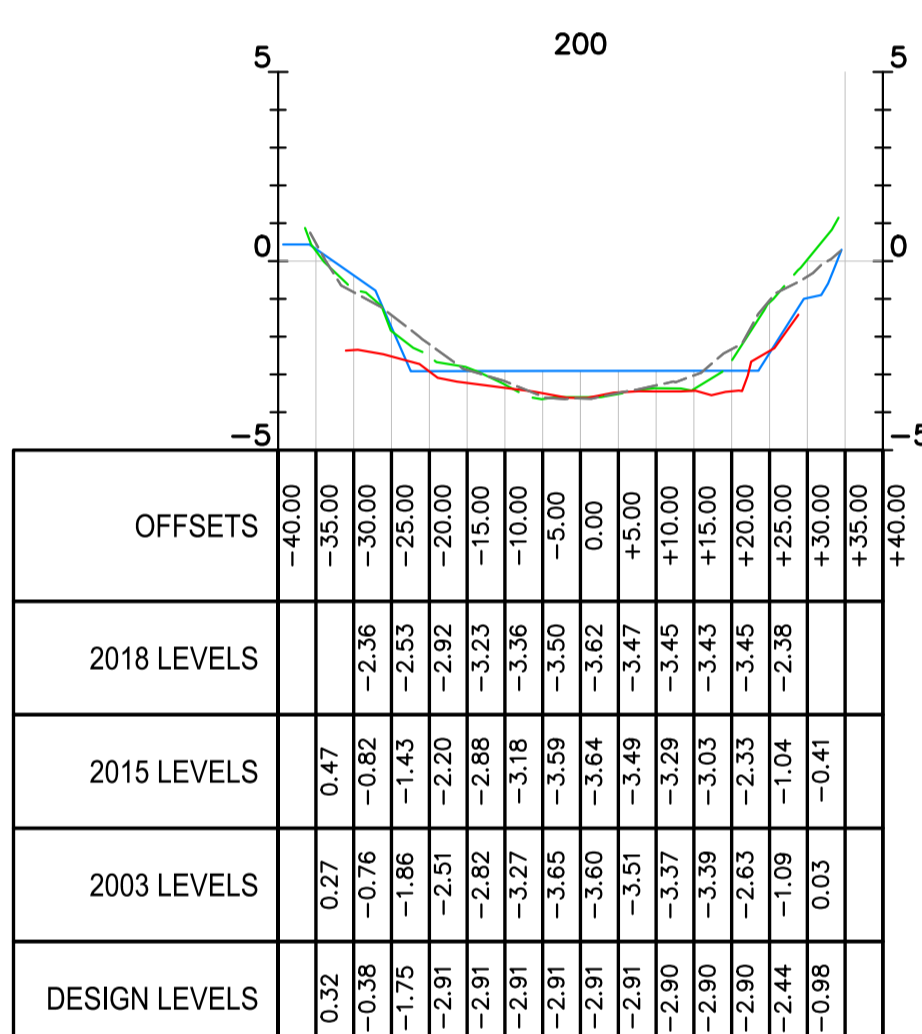 200
5
5
0
0
−5
−5
OFFSETS −40.00 −35.00 −30.00 −25.00 −20.00 −15.00 −10.00 −5.00 0.00 +5.00 +10.00 +15.00 +20.00 +25.00 +30.00 +35.00 +40.00
2018 LEVELS −2.36 −2.53 −2.92 −3.23 −3.36 −3.50 −3.62 −3.47 −3.45 −3.43 −3.45 −2.38
2015 LEVELS 0.47 −0.82 −1.43 −2.20 −2.88 −3.18 −3.59 −3.64 −3.49 −3.29 −3.03 −2.33 −1.04 −0.41
2003 LEVELS 0.27 −0.76 −1.86 −2.51 −2.82 −3.27 −3.65 −3.60 −3.51 −3.37 −3.39 −2.63 −1.09 0.03
DESIGN LEVELS 0.32 −0.38 −1.75 −2.91 −2.91 −2.91 −2.91 −2.91 −2.91 −2.90 −2.90 −2.90 −2.44 −0.98